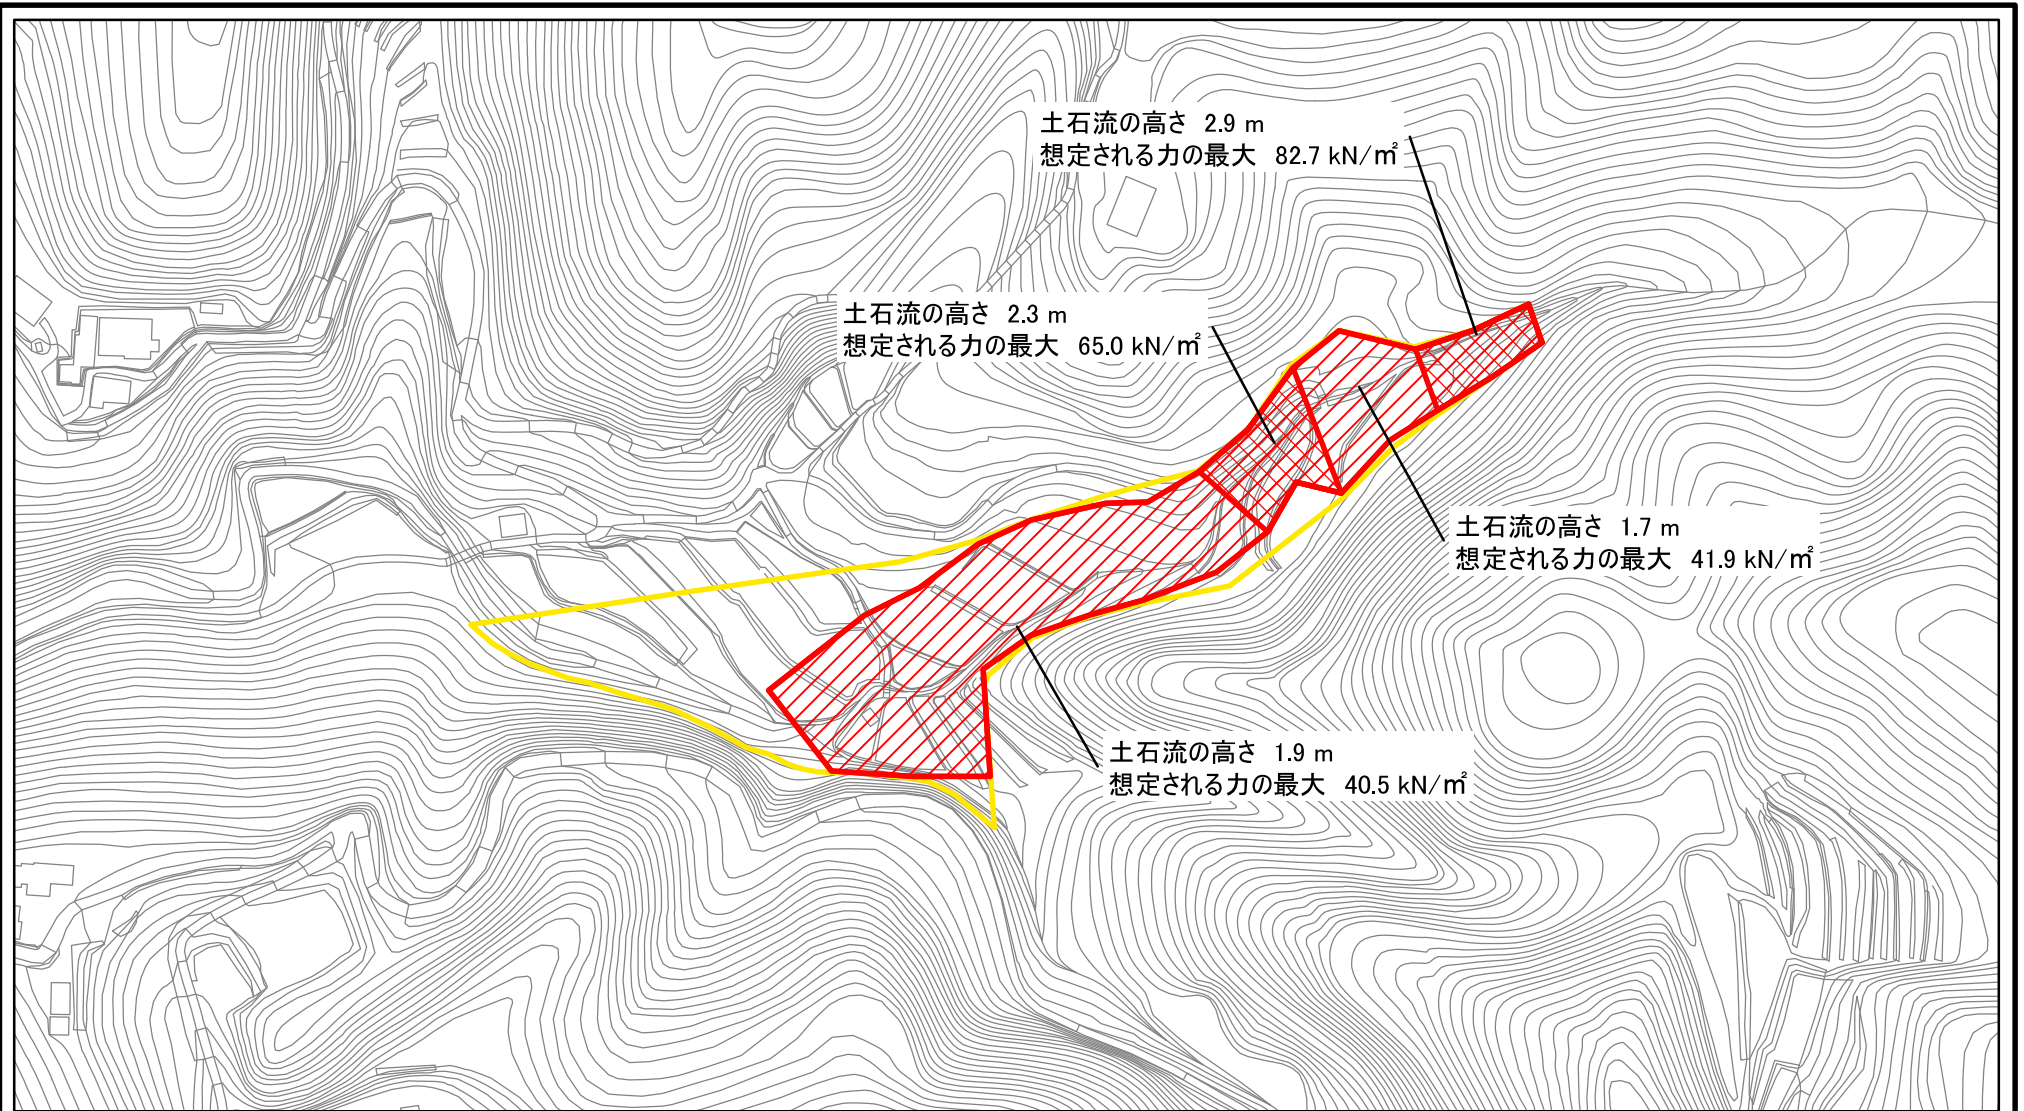 土石流の高さ 2.9 m
想定される力の最大 82.7 kN/㎡
土石流の高さ 2.3 m
想定される力の最大 65.0 kN/㎡
土石流の高さ 1.7 m
想定される力の最大 41.9 kN/㎡
土石流の高さ 1.9 m
想定される力の最大 40.5 kN/㎡